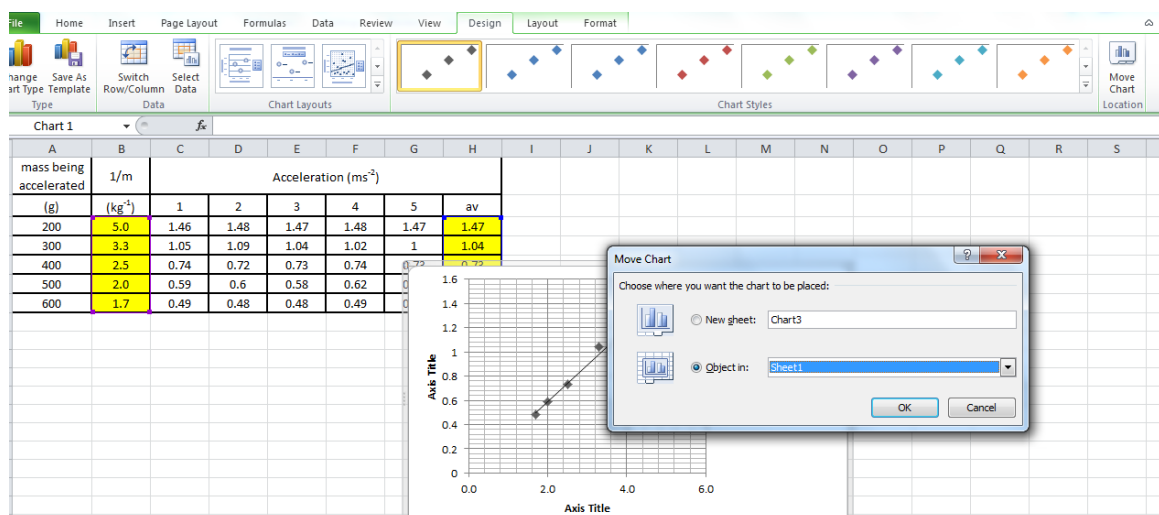 File Home Insert Page Layout Formulas Data Review View Design Layout Format
Save As Switch Select Move
Template Row/Column Data Chart
Type Data Chart Layouts Chart Styles Location
Chart 1 fx
A B C D E F G H I J K L M N O P Q R S
mass being accelerated 1/m Acceleration (ms⁻²)
(g) (kg⁻¹) 1 2 3 4 5 av
200 5.0 1.46 1.48 1.47 1.48 1.47 1.47
300 3.3 1.05 1.09 1.04 1.02 1 1.04
400 2.5 0.74 0.72 0.73 0.74 0.73 0.73
500 2.0 0.59 0.6 0.58 0.62
600 1.7 0.49 0.48 0.48 0.49
1.6
1.4
1.2
1
0.8
0.6
0.4
0.2
0
Axis Title
0.0 2.0 4.0 6.0
Axis Title
Move Chart
Choose where you want the chart to be placed:
New sheet: Chart3
Object in: Sheet1
OK Cancel